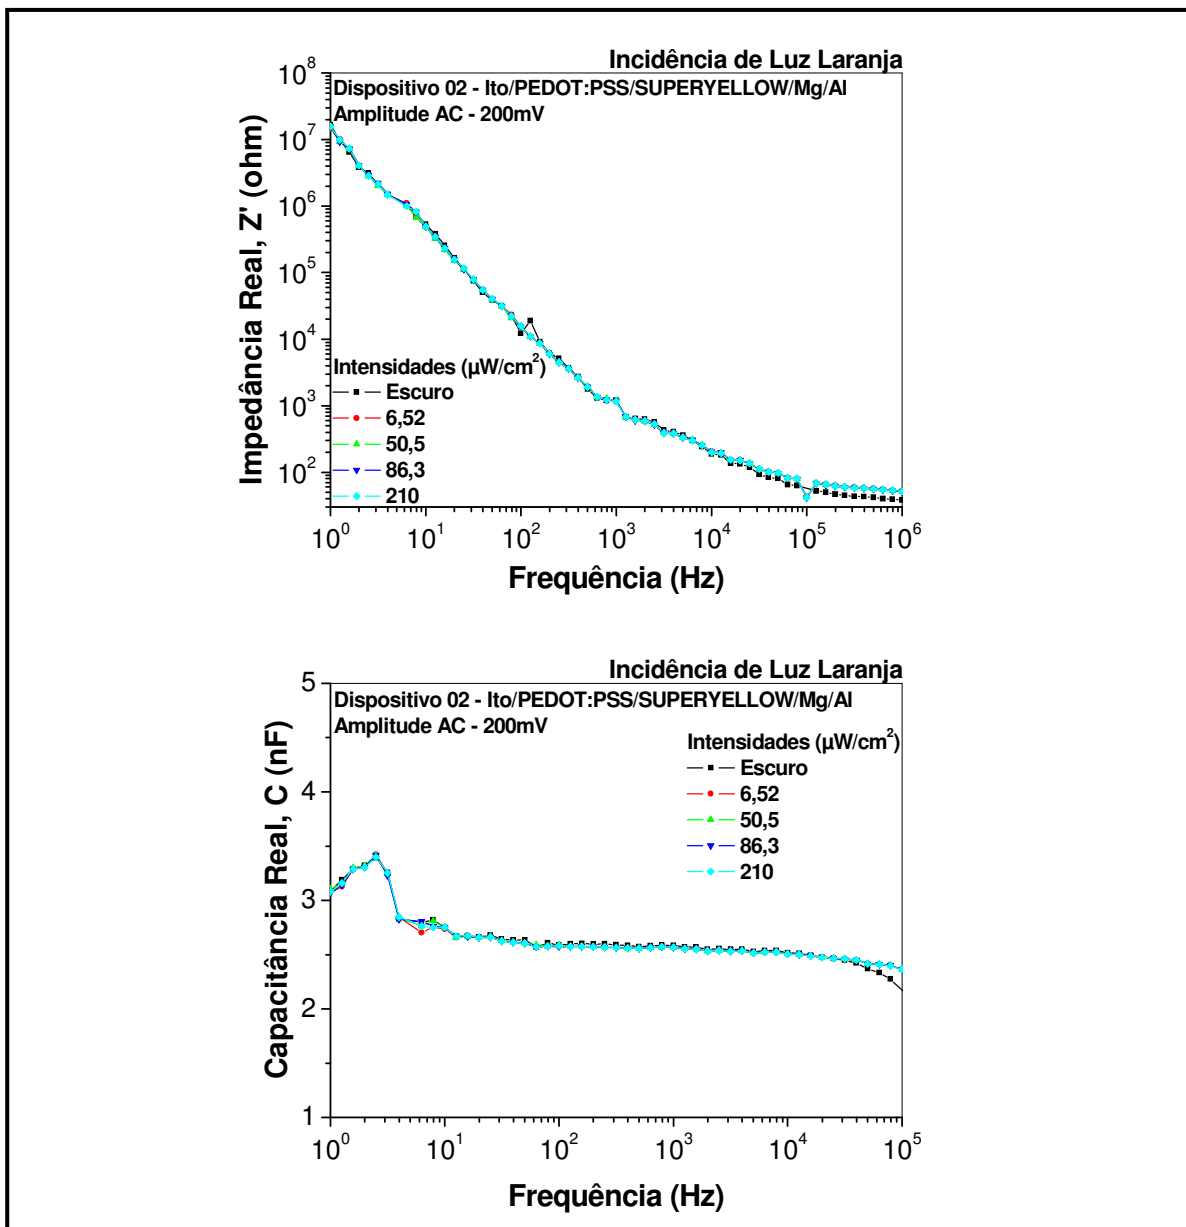 Incidência de Luz Laranja
Dispositivo 02 - Ito/PEDOT:PSS/SUPERYELLOW/Mg/Al
Amplitude AC - 200mV
Impedância Real, Z' (ohm)
10^8
10^7
10^6
10^5
10^4
10^3
10^2
Intensidades (µW/cm²)
Escuro
6,52
50,5
86,3
210
10^0 10^1 10^2 10^3 10^4 10^5 10^6
Frequência (Hz)
Incidência de Luz Laranja
Dispositivo 02 - Ito/PEDOT:PSS/SUPERYELLOW/Mg/Al
Amplitude AC - 200mV
Capacitância Real, C (nF)
5
4
3
2
1
Intensidades (µW/cm²)
Escuro
6,52
50,5
86,3
210
10^0 10^1 10^2 10^3 10^4 10^5
Frequência (Hz)